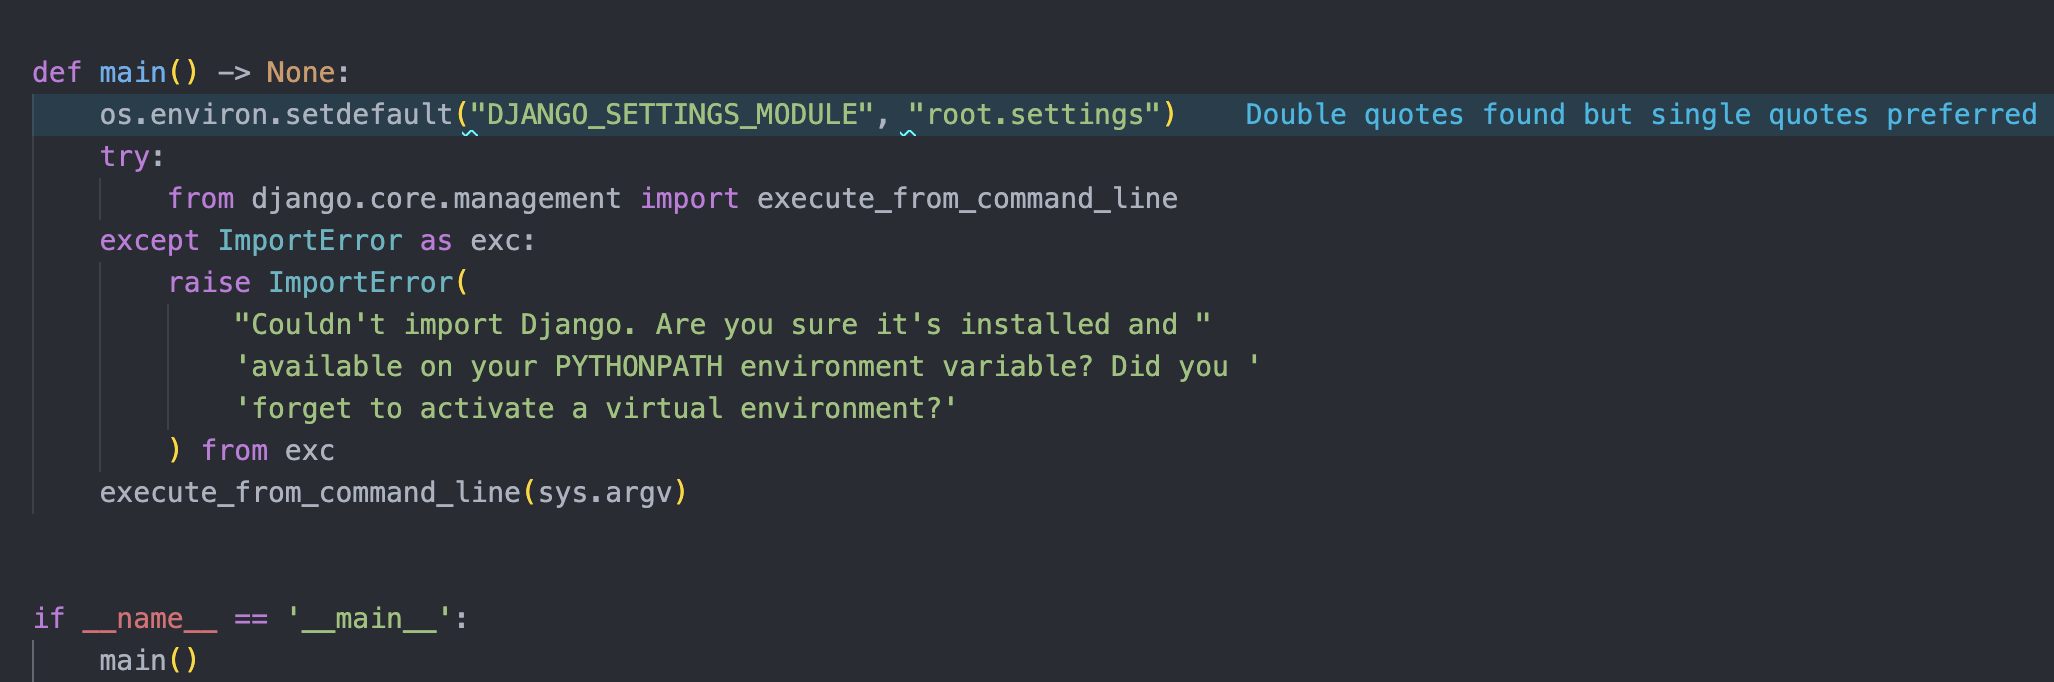 def main() -> None:
    os.environ.setdefault("DJANGO_SETTINGS_MODULE", "root.settings")    Double quotes found but single quotes preferred
    try:
        from django.core.management import execute_from_command_line
    except ImportError as exc:
        raise ImportError(
            "Couldn't import Django. Are you sure it's installed and "
            'available on your PYTHONPATH environment variable? Did you '
            'forget to activate a virtual environment?'
        ) from exc
    execute_from_command_line(sys.argv)
if __name__ == '__main__':
    main()